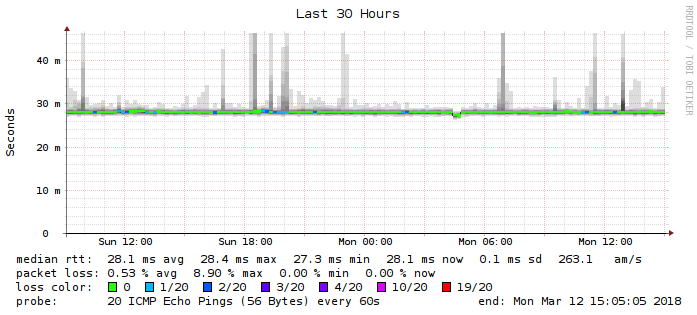 Last 30 Hours
RRDTOOL / TOBI OETIKER
Seconds
40 m
30 m
20 m
10 m
0
Sun 12:00 Sun 18:00 Mon 00:00 Mon 06:00 Mon 12:00
median rtt: 28.1 ms avg 28.4 ms max 27.3 ms min 28.1 ms now 0.1 ms sd 263.1 am/s
packet loss: 0.53 % avg 8.90 % max 0.00 % min 0.00 % now
loss color: 0 1/20 2/20 3/20 4/20 10/20 19/20
probe: 20 ICMP Echo Pings (56 Bytes) every 60s end: Mon Mar 12 15:05:05 2018